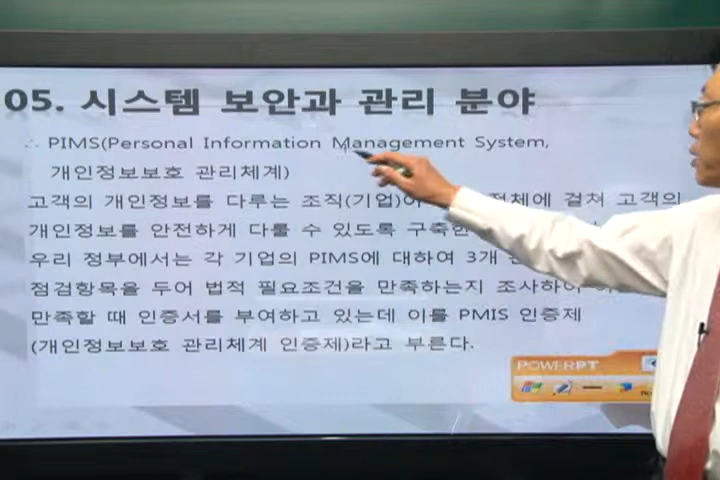 05. 시스템 보안과 관리 분야
∴ PIMS(Personal Information Management System,
개인정보보호 관리체계)
고객의 개인정보를 다루는 조직(기업)이 전체에 걸쳐 고객의
개인정보를 안전하게 다룰 수 있도록 구축한
우리 정부에서는 각 기업의 PIMS에 대하여 3개
점검항목을 두어 법적 필요조건을 만족하는지 조사하여
만족할 때 인증서를 부여하고 있는데 이를 PMIS 인증제
(개인정보보호 관리체계 인증제)라고 부른다.
POWERPT